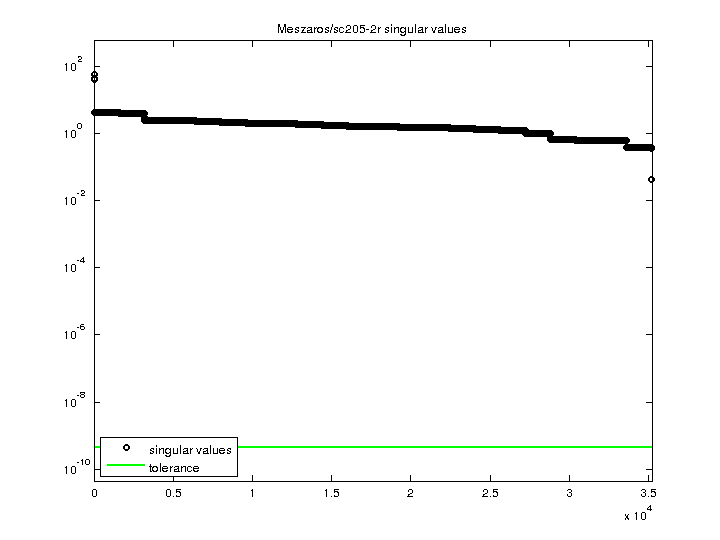 Meszaros/sc205-2r singular values
10^2
10^0
10^-2
10^-4
10^-6
10^-8
10^-10
singular values
tolerance
0 0.5 1 1.5 2 2.5 3 3.5
x 10^4